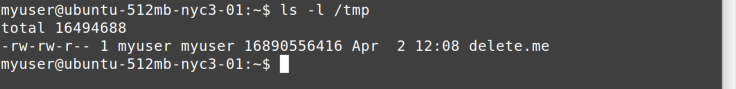 myuser@ubuntu-512mb-nyc3-01:~$ ls -l /tmp
total 16494688
-rw-rw-r-- 1 myuser myuser 16890556416 Apr  2 12:08 delete.me
myuser@ubuntu-512mb-nyc3-01:~$